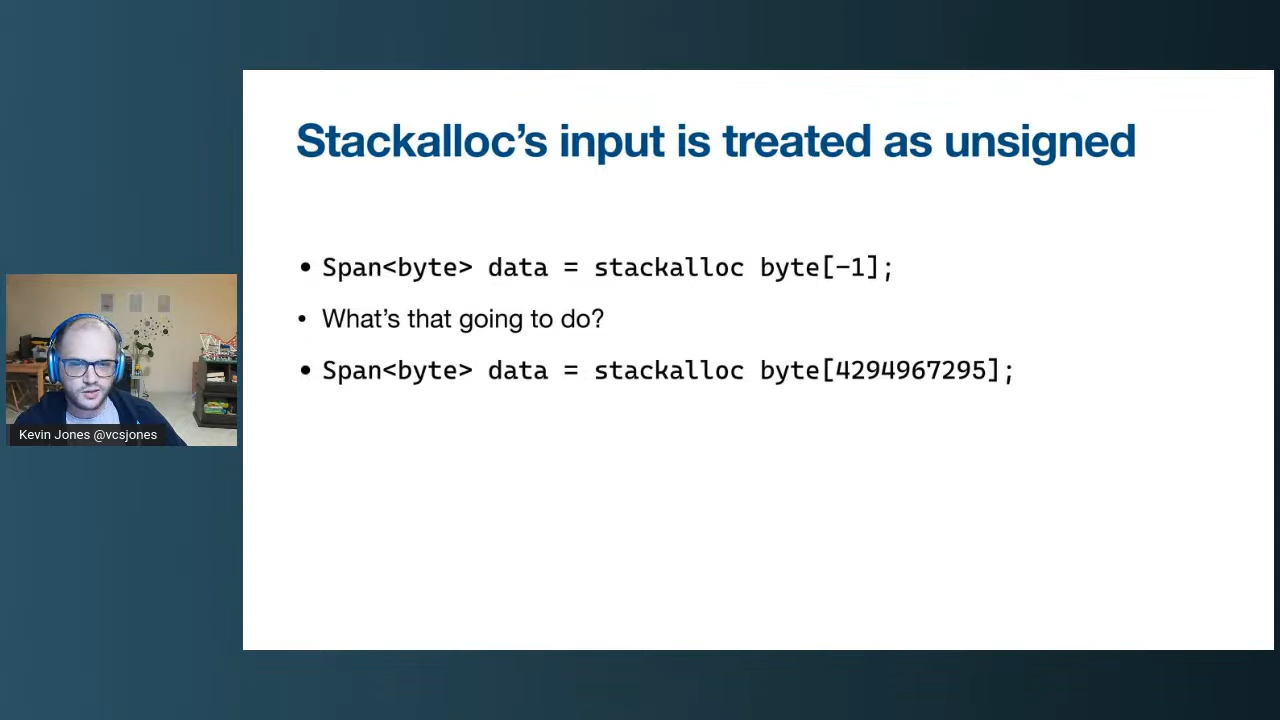 Stackalloc’s input is treated as unsigned
• Span<byte> data = stackalloc byte[-1];
• What’s that going to do?
• Span<byte> data = stackalloc byte[4294967295];
Kevin Jones @vcsjones